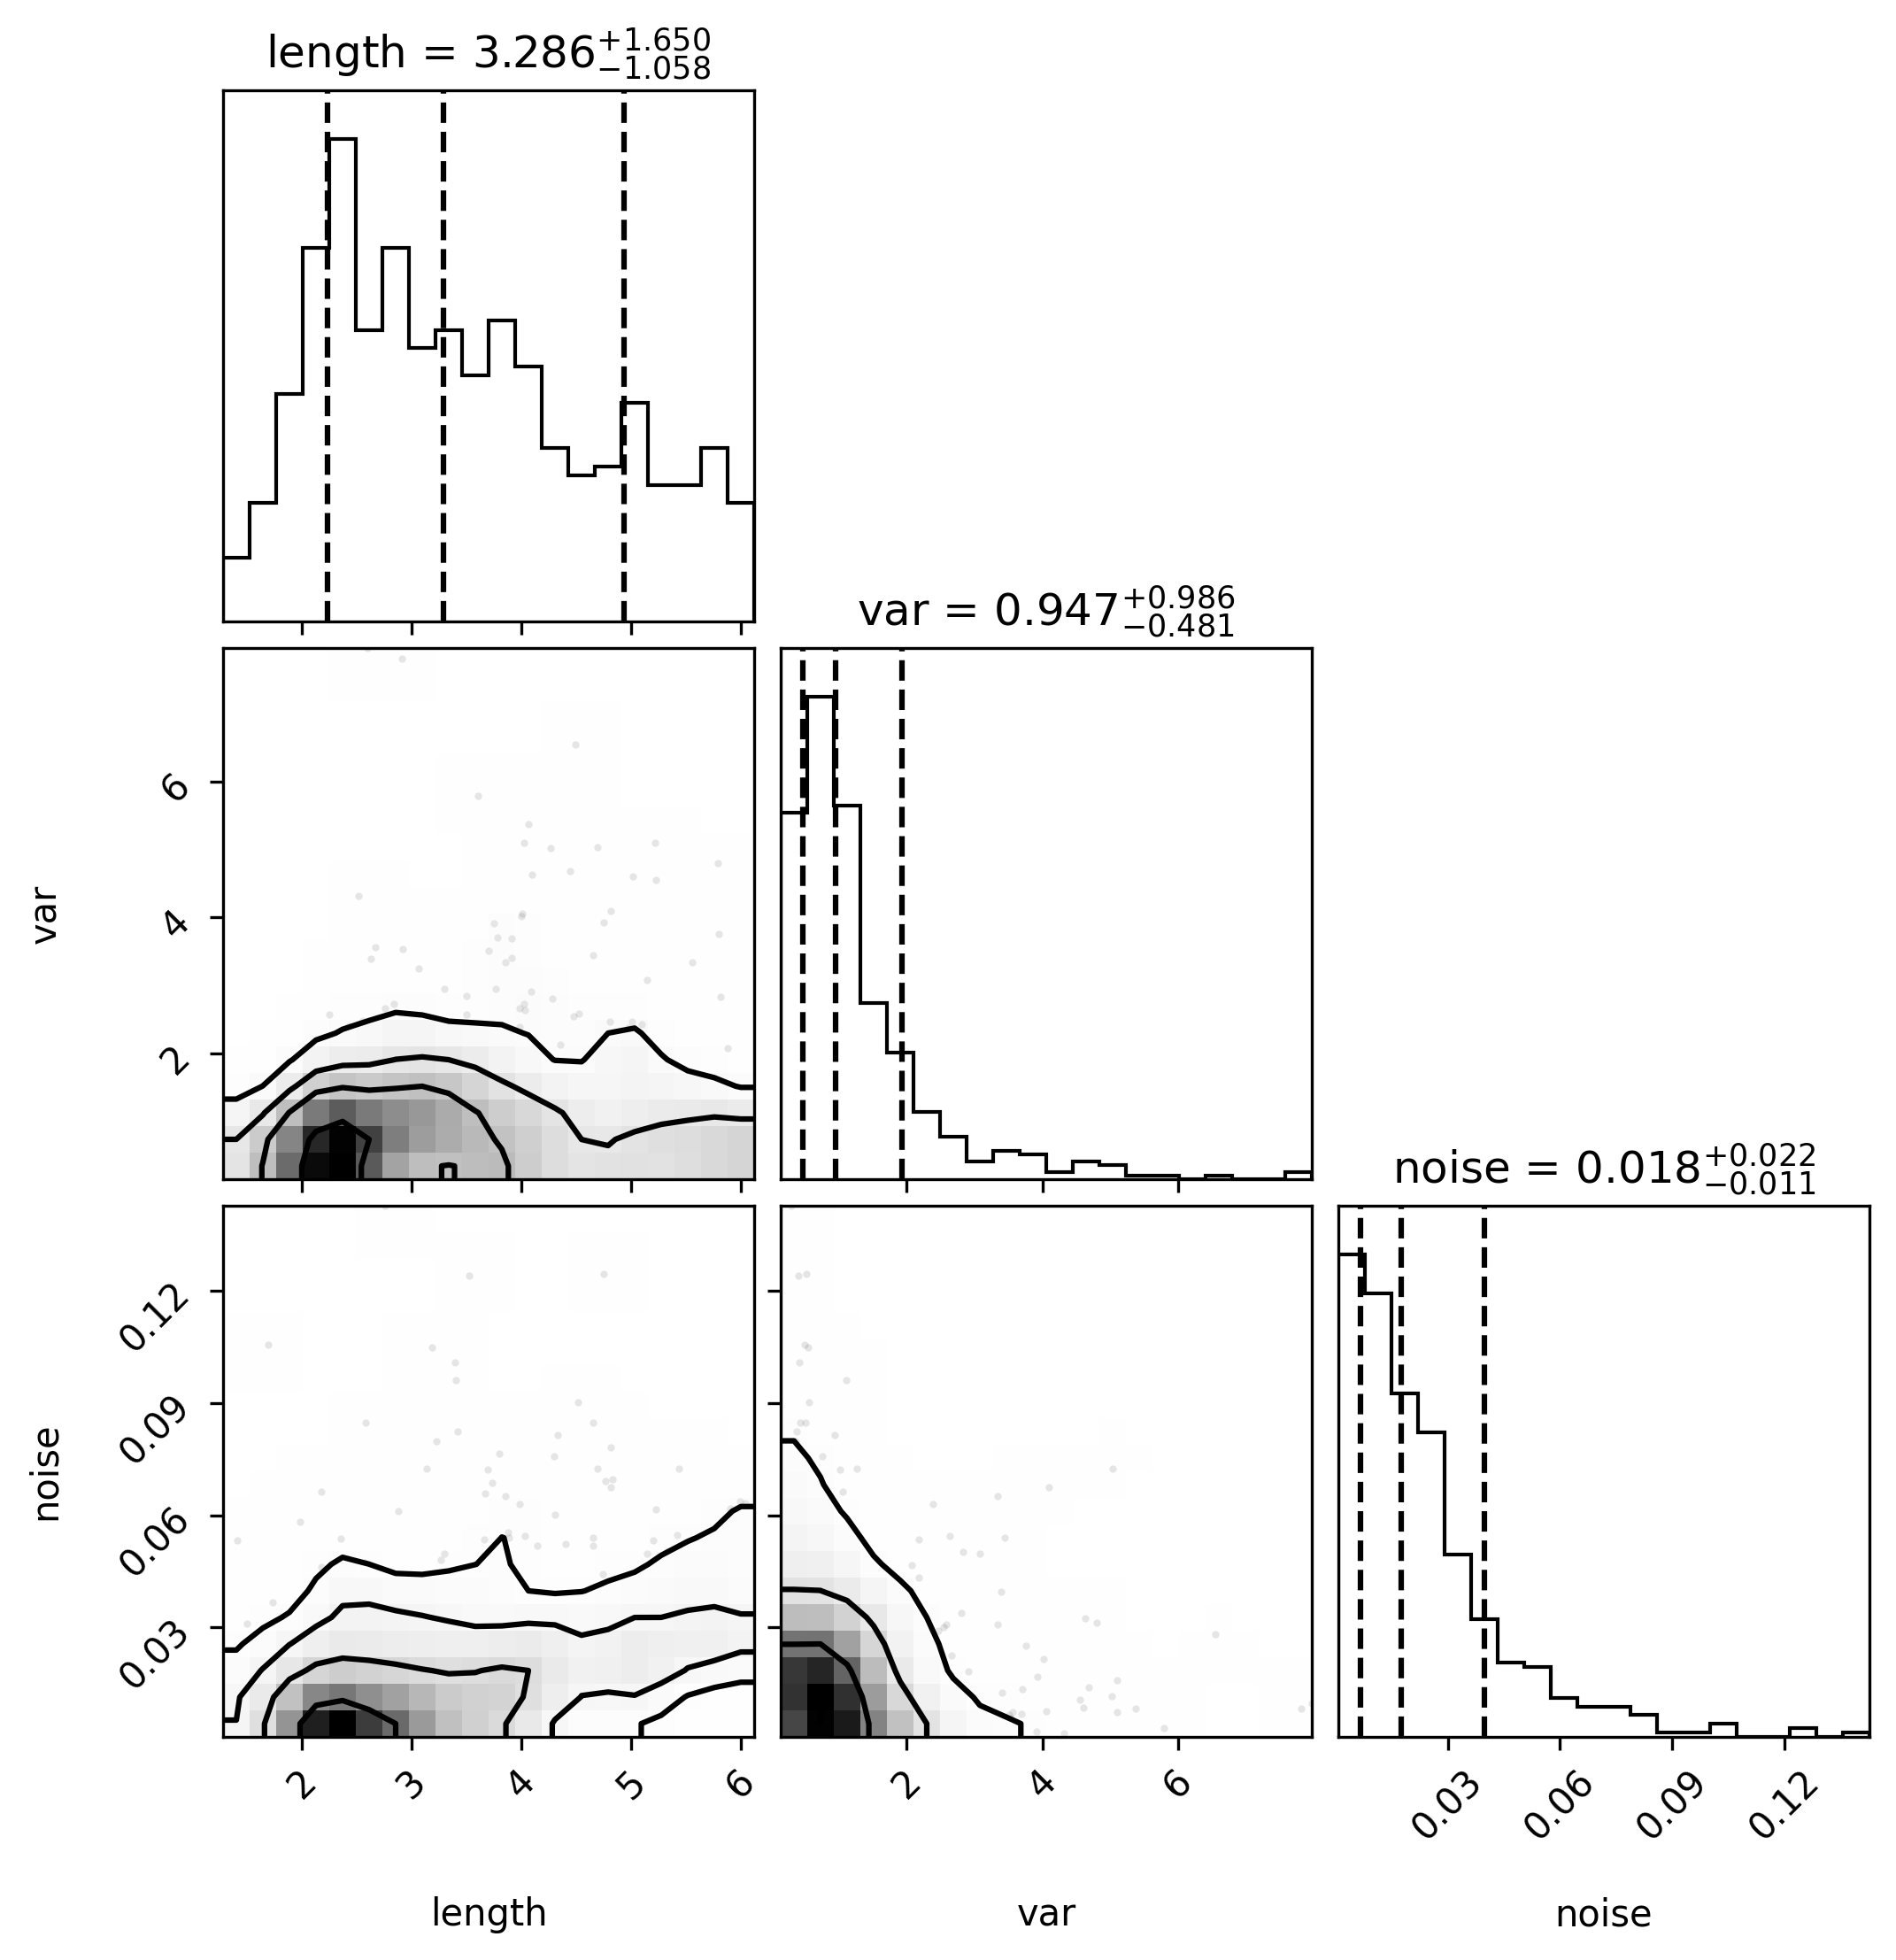 length = 3.286 +1.650 −1.058
var = 0.947 +0.986 −0.481
6
4
2
var
noise = 0.018 +0.022 −0.011
0.12
0.09
0.06
0.03
noise
2 3 4 5 6
2 4 6
0.03 0.06 0.09 0.12
length
var
noise